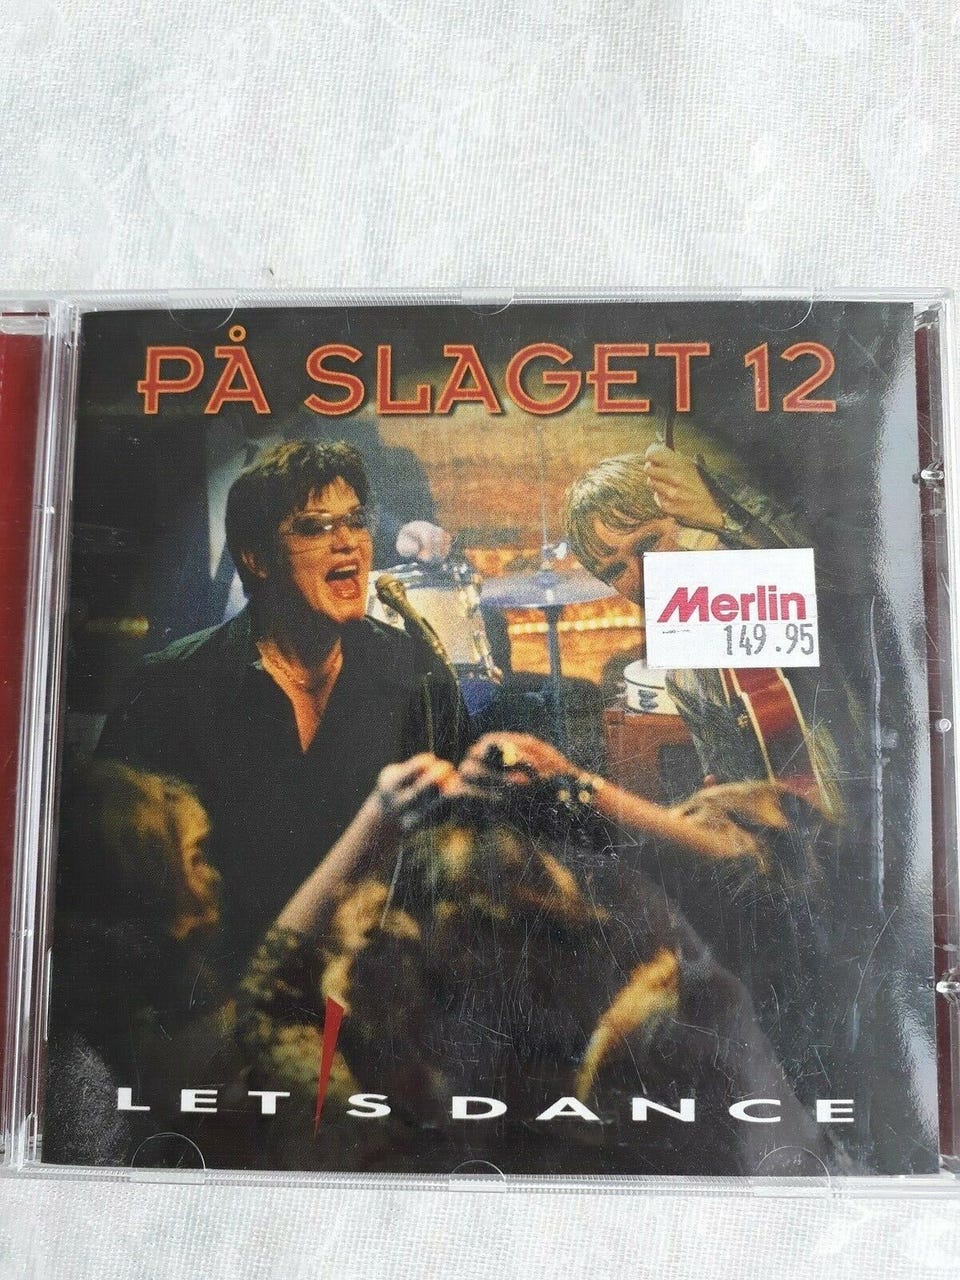 PÅ SLAGET 12
Merlin
149.95
LET'S DANCE